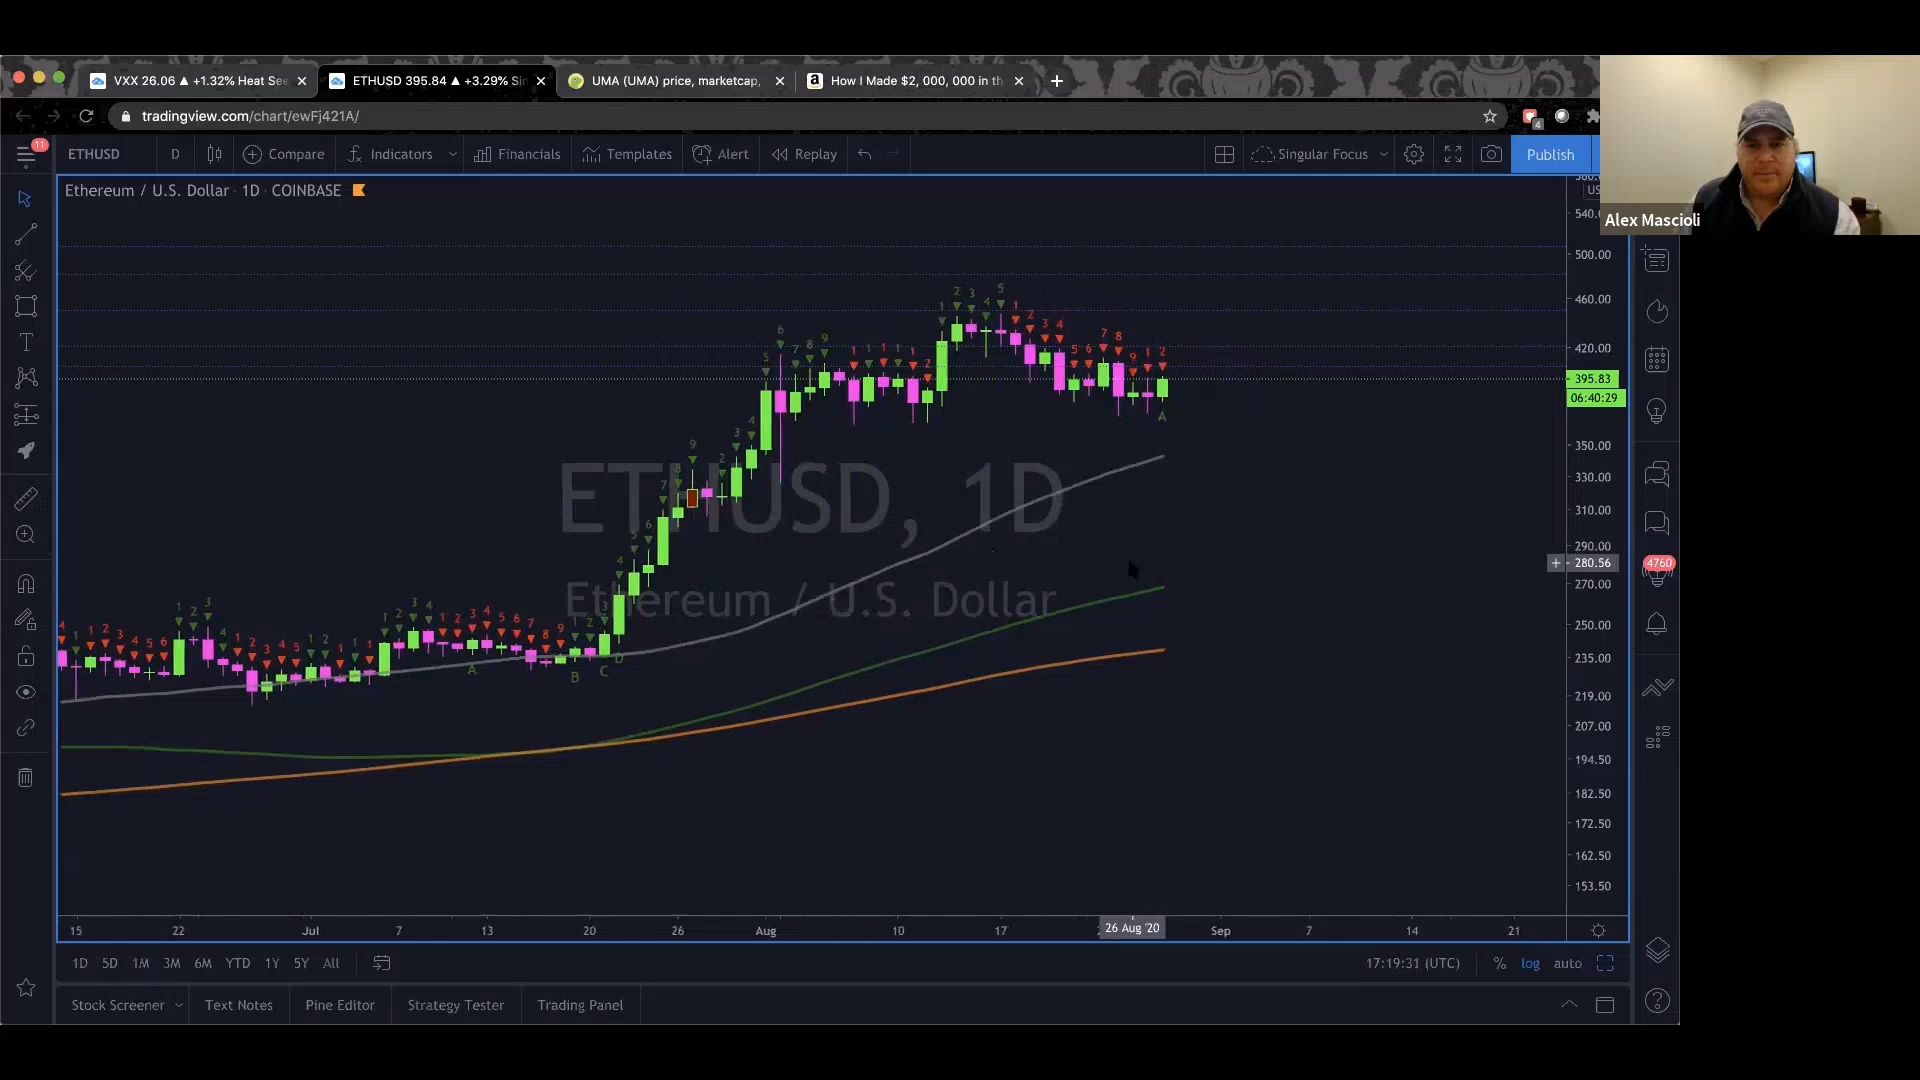 VXX 26.06 ▲ +1.32% Heat See
ETHUSD 395.84 ▲ +3.29% Sin
UMA (UMA) price, marketcap,
How I Made $2, 000, 000 in th
tradingview.com/chart/ewFj421A/
4
11
ETHUSD
D
Compare
Indicators
Financials
Templates
Alert
Replay
Singular Focus
Publish
Alex Mascioli
Ethereum / U.S. Dollar · 1D · COINBASE
540.
500.00
460.00
420.00
395.83
06:40:29
350.00
330.00
310.00
290.00
280.56
270.00
250.00
235.00
219.00
207.00
194.50
182.50
172.50
162.50
153.50
4760
ETHUSD, 1D
Ethereum / U.S. Dollar
A
B
C
D
A
15 22 Jul 7 13 20 26 Aug 10 17 26 Aug '20 Sep 7 14 21
1D 5D 1M 3M 6M YTD 1Y 5Y All
17:19:31 (UTC) % log auto
Stock Screener Text Notes Pine Editor Strategy Tester Trading Panel